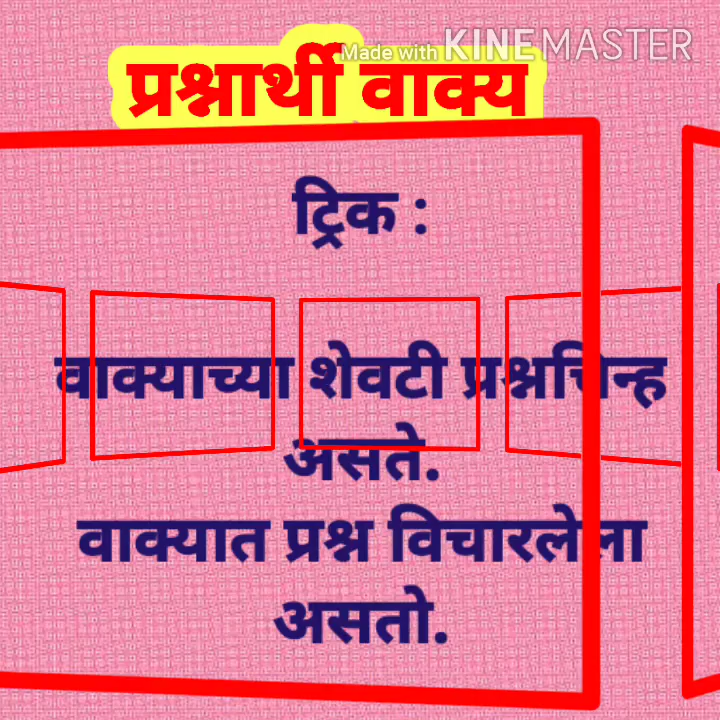 Made with KINEMASTER
प्रश्नार्थी वाक्य
ट्रिक :
वाक्याच्या शेवटी प्रश्नचिन्ह
असते.
वाक्यात प्रश्न विचारलेला
असतो.